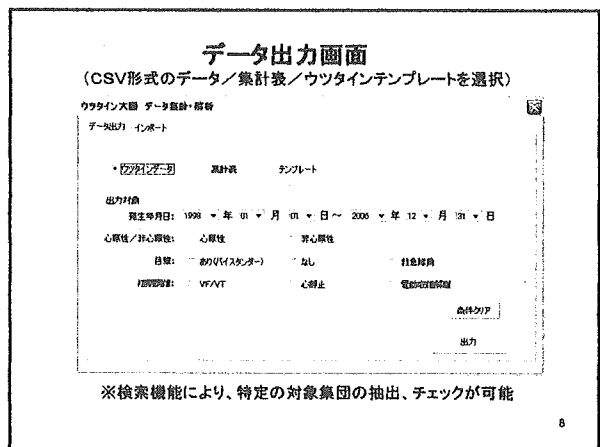 データ出力画面
(CSV形式のデータ／集計表／ウツタインテンプレートを選択)
ウツタイン大阪 データ集計・解析
データ出力 インポート
ウツタインデータ 集計表 テンプレート
出力対象
発生年月日: 1998 年 01 月 01 日 ～ 2006 年 12 月 31 日
心原性／非心原性: 心原性 非心原性
目撃: あり(バイスタンダー) なし 救急隊員
初期調律: VF/VT 心静止
条件クリア
出力
※検索機能により、特定の対象集団の抽出、チェックが可能
8